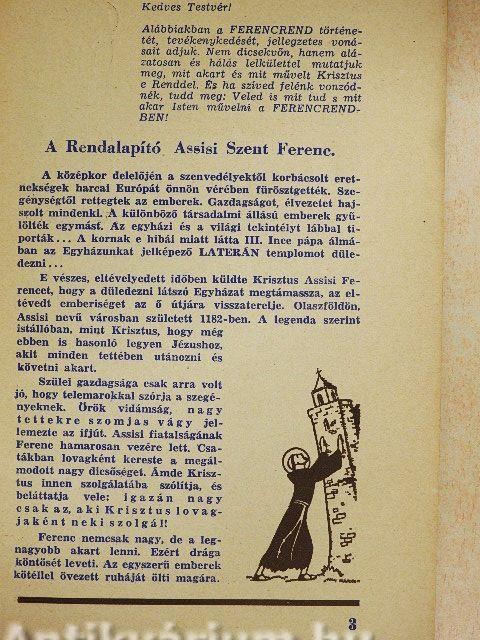 Kedves Testvér!
Alábbiakban a FERENCREND történe-
tét, tevékenykedését, jellegzetes voná-
sait adjuk. Nem dicsekvőn, hanem alá-
zatosan és hálás lelkülettel mutatjuk
meg, mit akart és mit művelt Krisztus
e Renddel. És ha szived jelénk vonzód-
nék, tudd meg: Veled is mit tud s mit
akar Istenművelni a FERENCREND-
BEN!
A Rendalapító Assisi Szent Ferenc.
A középkor delelőjén a szenvedélyektől korbácsolt eret-
nekségek harcai Európát önnön vérében fürösztgették. Sze-
génységtől rettegtek az emberek. Gazdagságot, élvezetet haj-
szolt mindenki. A különböző társadalmi állású emberek gyű-
lölték egymást. Az egyházi és a világi tekintélyt lábbal ti-
porták... A kornak e hibái miatt látta III. Ince pápa álmá-
ban az Egyházunkat jelképező LATERÁN templomot düle-
dezni...
E vészes, eltévelyedett időben küldte Krisztus Assisi Fe-
rencet, hogy a düledezni látszó Egyházat megtámassza, az el-
tévedt emberiséget az ő útjára visszaterelje. Olaszföldön,
Assisi nevű városban született 1182-ben. A legenda szerint
istállóban, mint Krisztus, hogy még
ebben is hasonló legyen Jézushoz,
akit minden tettében utánozni és
követni akart.
Szülei gazdagsága csak arra volt
jó, hogy telemarokkal szórja a szegé-
nyeknek. Örök vidámság, nagy
tettekre szomjas vágy jel-
lemezte az ifjút. Assisi fiatalságának
Ferenc hamarosan vezére lett. Csa-
tákban lovagként kereste a megál-
modott nagy dicsőséget. Ámde Krisz-
tus innen szolgálatába szólítja, és
beláttatja vele: igazán nagy
csak az, aki Krisztus lovag-
jaként neki szolgál!
Ferenc nemcsak nagy, de a leg-
nagyobb akart lenni. Ezért drága
köntösét leveti. Az egyszerű emberek
kötéllel övezett ruháját ölti magára.
3
Antikvárium.hu